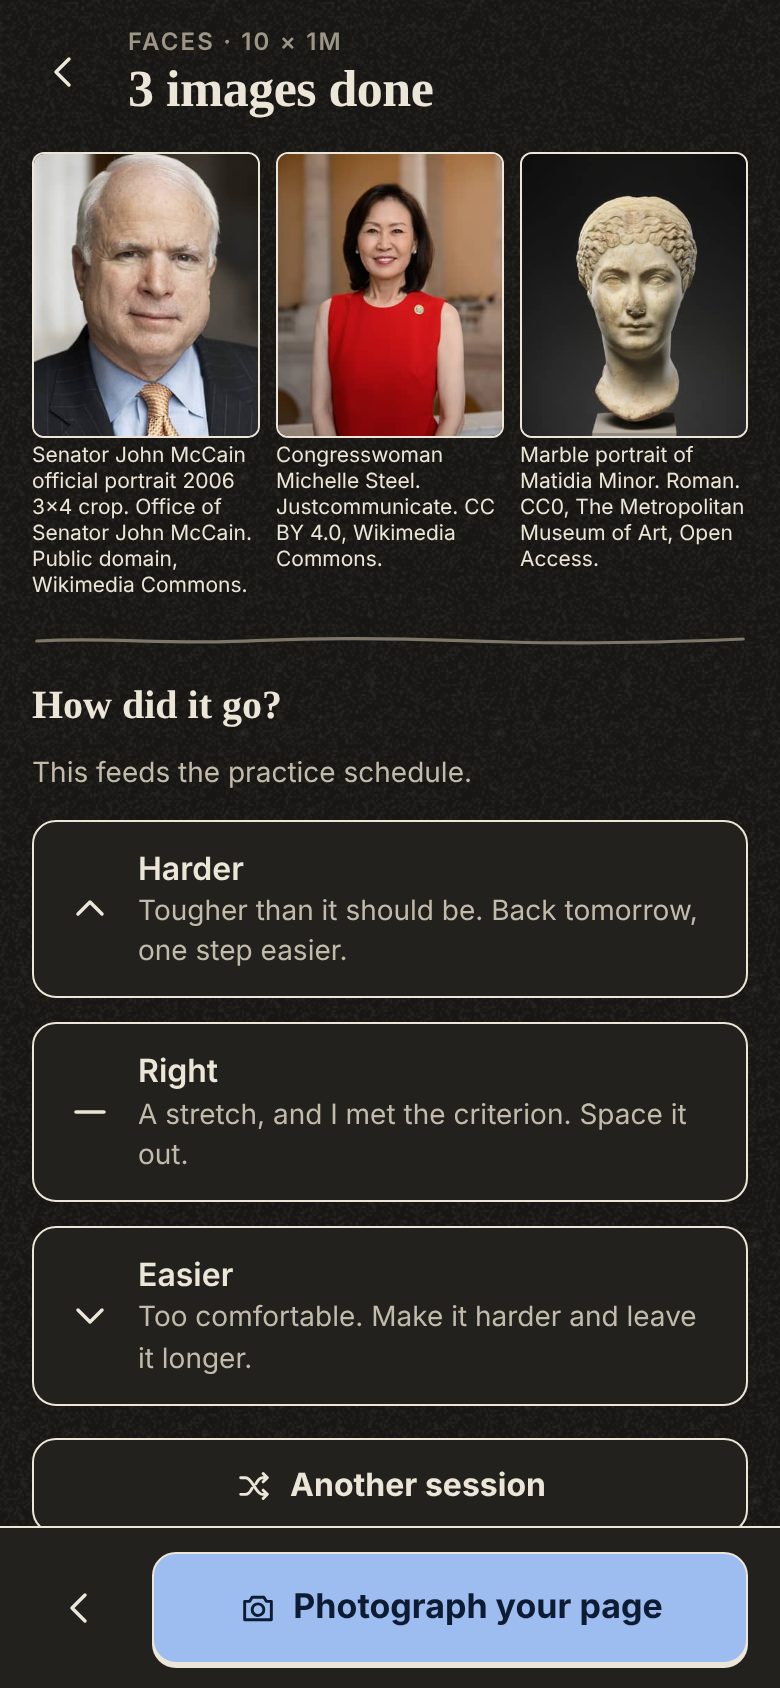 FACES · 10 × 1M
3 images done
Senator John McCain
official portrait 2006
3×4 crop. Office of
Senator John McCain.
Public domain,
Wikimedia Commons.
Congresswoman
Michelle Steel.
Justcommunicate. CC
BY 4.0, Wikimedia
Commons.
Marble portrait of
Matidia Minor. Roman.
CC0, The Metropolitan
Museum of Art, Open
Access.
How did it go?
This feeds the practice schedule.
Harder
Tougher than it should be. Back tomorrow,
one step easier.
Right
A stretch, and I met the criterion. Space it
out.
Easier
Too comfortable. Make it harder and leave
it longer.
Another session
Photograph your page